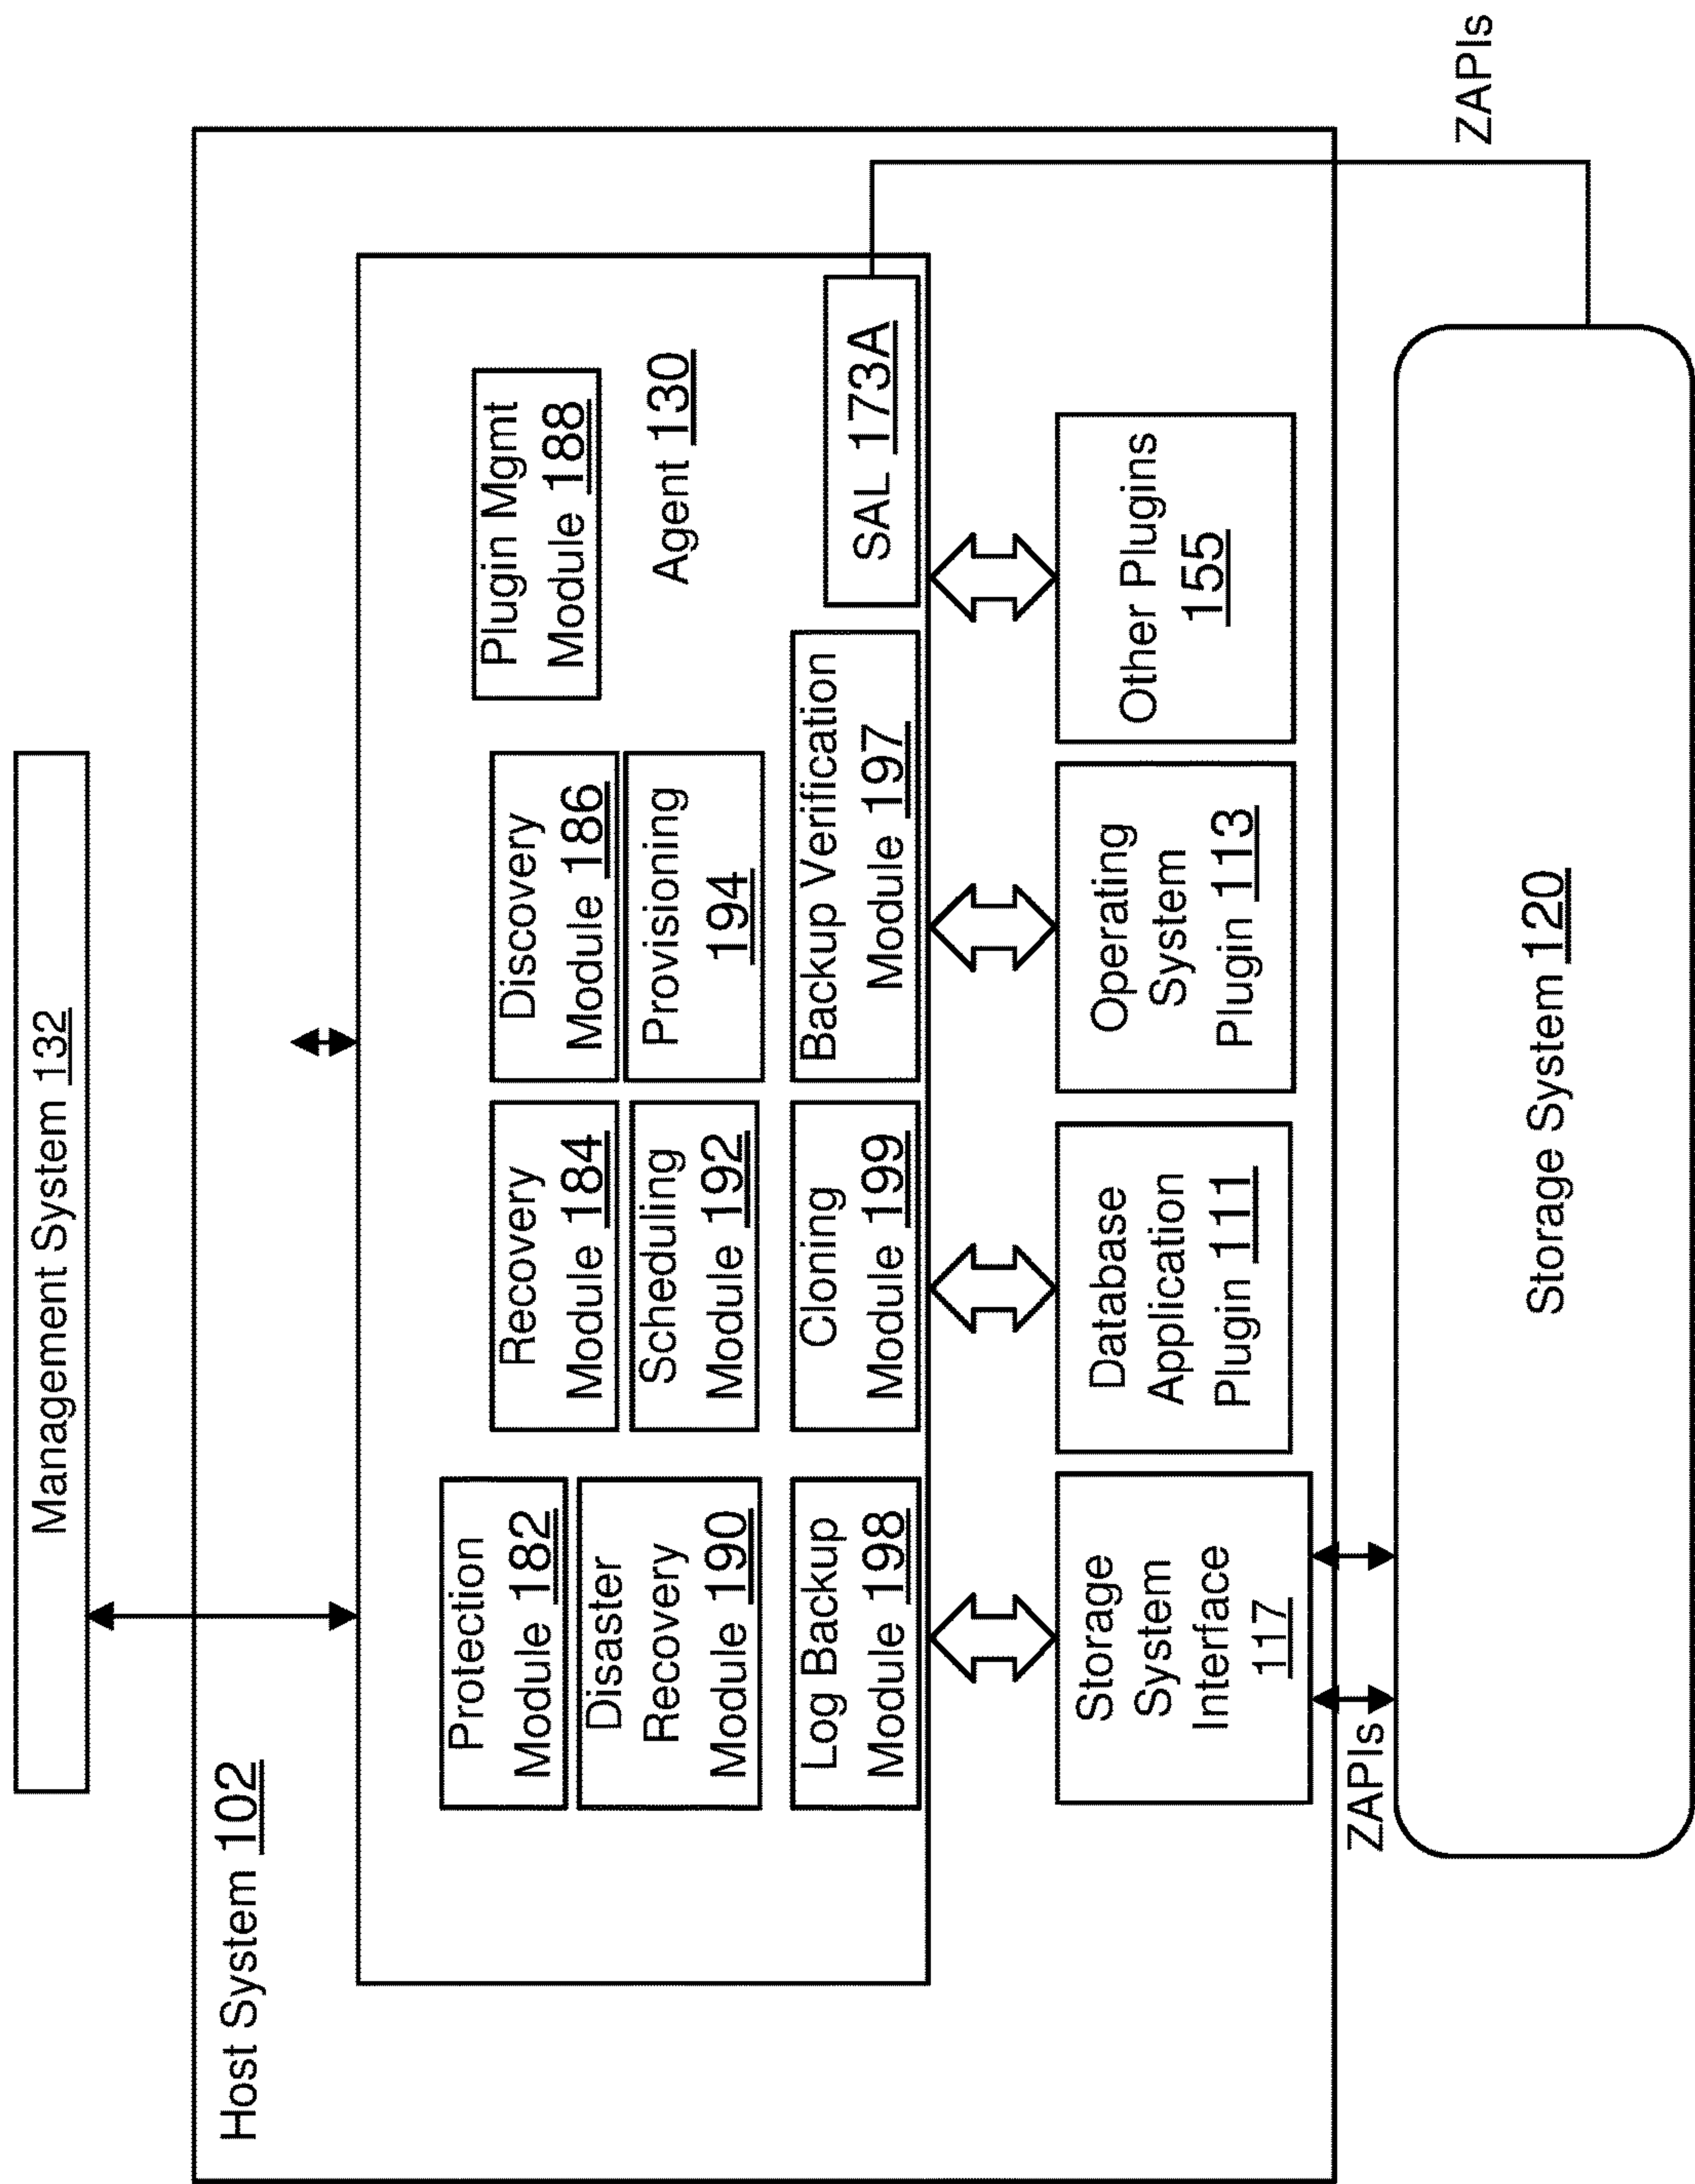 Management System 132
Host System 102
Protection
Module 182
Disaster
Recovery
Module 190
Log Backup
Module 198
Recovery
Module 184
Scheduling
Module 192
Cloning
Module 199
Discovery
Module 186
Provisioning
194
Backup Verification
Module 197
Plugin Mgmt
Module 188
Agent 130
SAL 173A
Storage
System
Interface
117
Database
Application
Plugin 111
Operating
System
Plugin 113
Other Plugins
155
ZAPIs
ZAPIs
Storage System 120